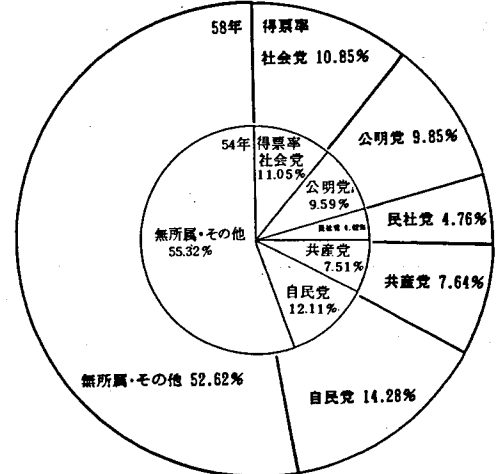 58年 得票率
社会党 10.85%
公明党 9.85%
民社党 4.76%
共産党 7.64%
自民党 14.28%
無所属・その他 52.62%
54年 得票率
社会党
11.05%
公明党
9.59%
民社党
共産党
7.51%
自民党
12.11%
無所属・その他
55.32%